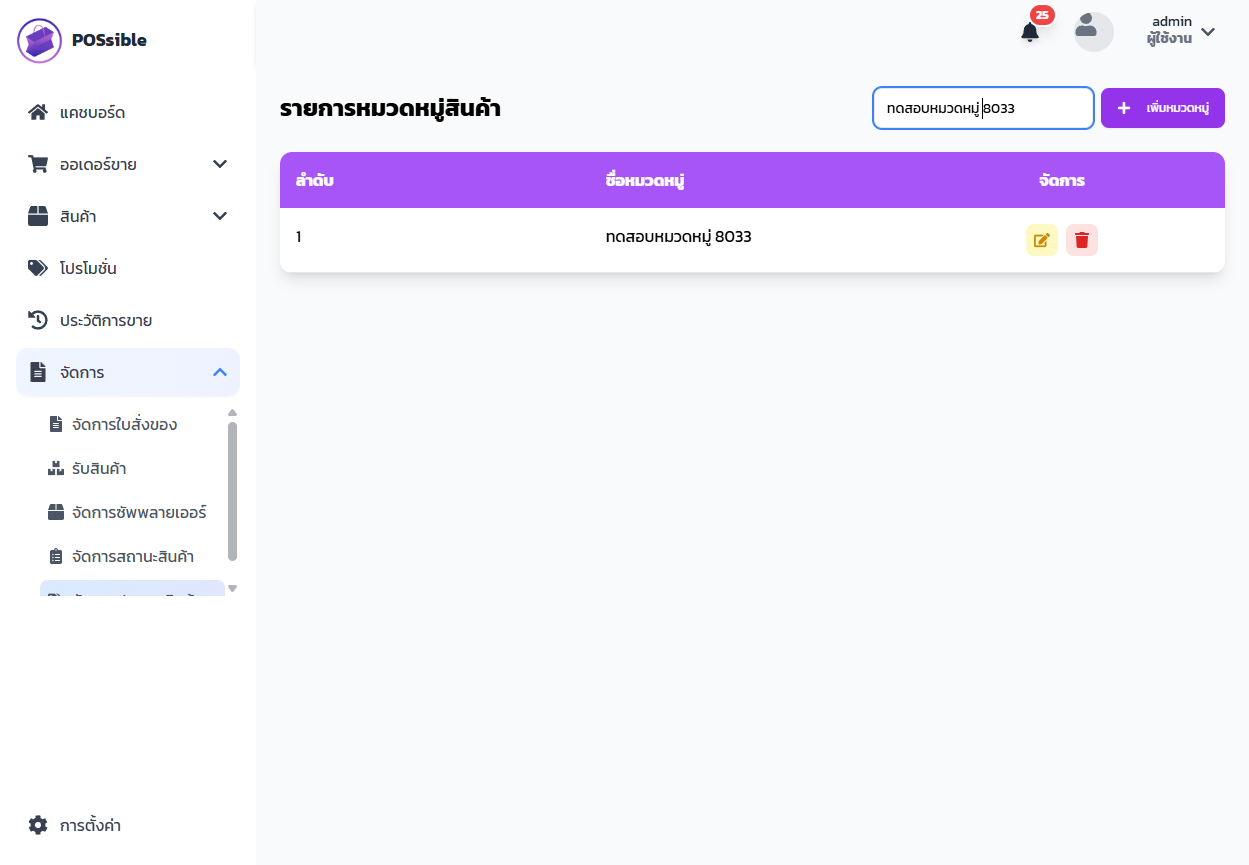 POSsible
25
admin
ผู้ใช้งาน
แคชบอร์ด
ออเดอร์ขาย
สินค้า
โปรโมชั่น
ประวัติการขาย
จัดการ
จัดการใบสั่งของ
รับสินค้า
จัดการซัพพลายเออร์
จัดการสถานะสินค้า
การตั้งค่า
รายการหมวดหมู่สินค้า
ทดสอบหมวดหมู่ 8033
เพิ่มหมวดหมู่
ลำดับ ชื่อหมวดหมู่ จัดการ
1 ทดสอบหมวดหมู่ 8033